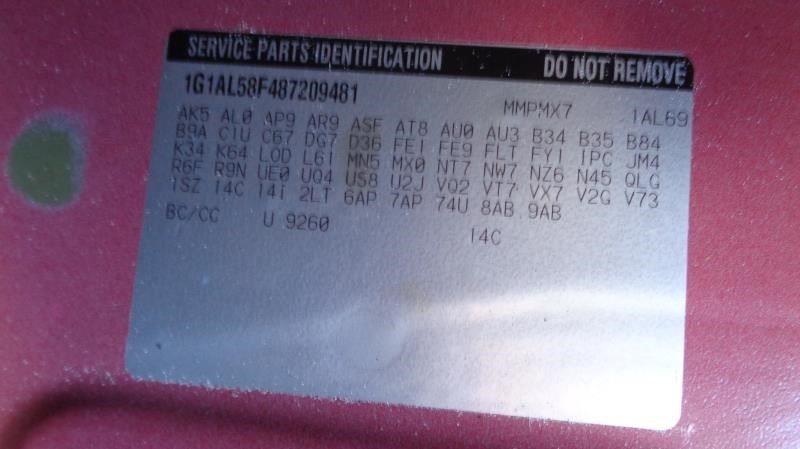 SERVICE PARTS IDENTIFICATION DO NOT REMOVE
1G1AL58F487209481 MMPMX7 1AL69
AK5 AL0 AP9 AR9 ASF AT8 AU0 AU3 B34 B35 B84
B9A C1U C67 DG7 D36 FE1 FE9 FLT FY1 IPC JM4
K34 K64 LOD L61 MN5 MX0 NT7 NW7 NZ6 N45 QLG
R6F R9N UE0 UQ4 US8 U2J VQ2 VT7 VX7 V2G V73
1SZ 14C 14I 2LT 6AP 7AP 74U 8AB 9AB
BC/CC U 9260 14C